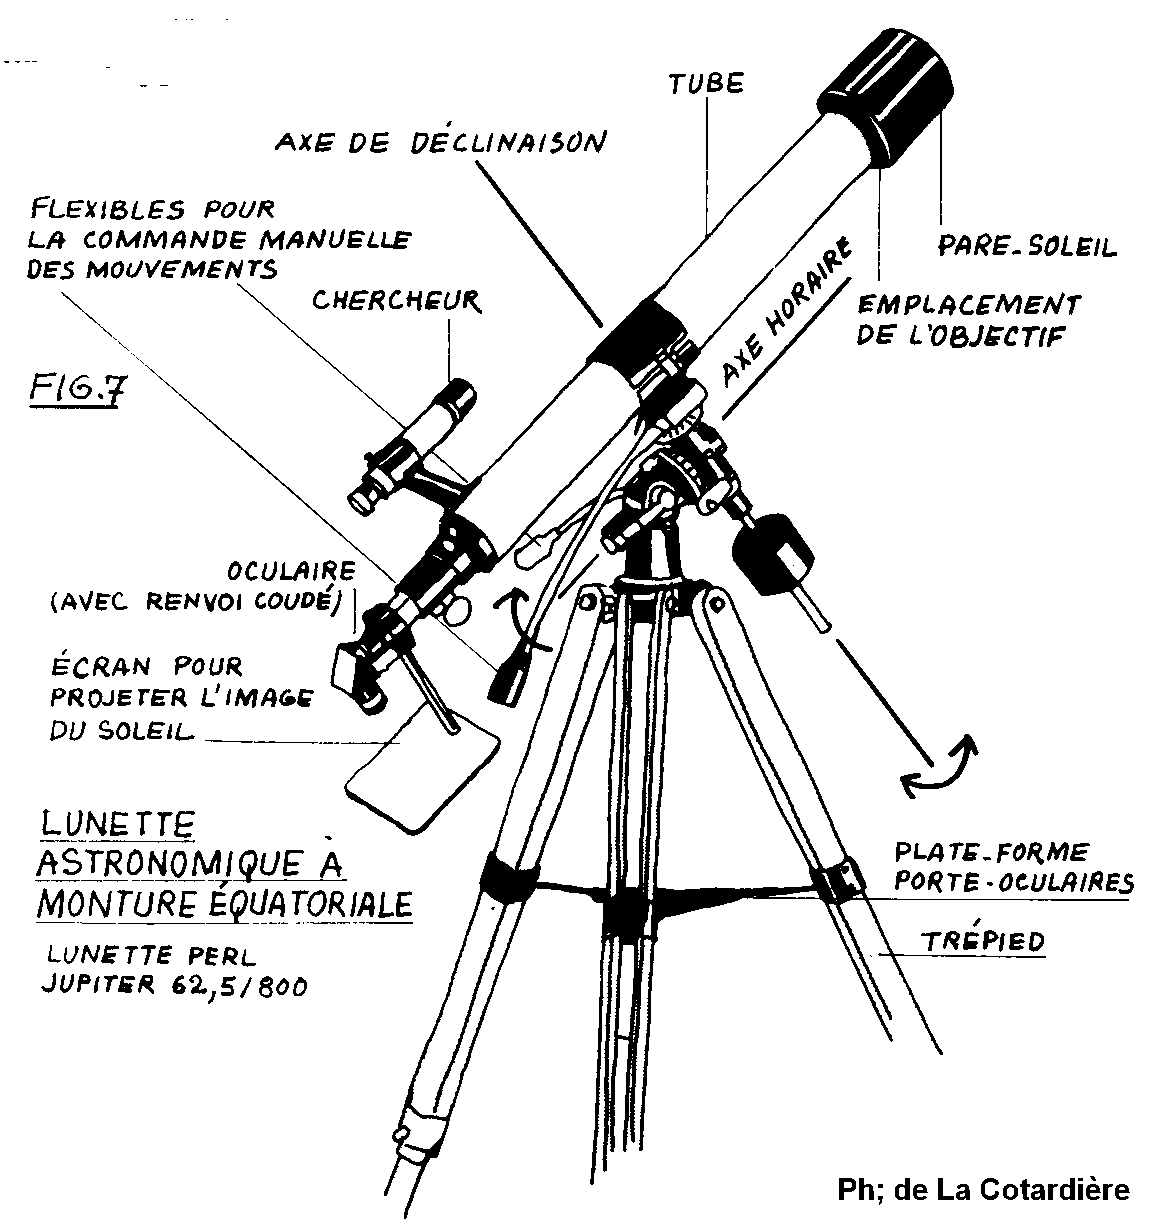 TUBE
AXE DE DÉCLINAISON
FLEXIBLES POUR
LA COMMANDE MANUELLE
DES MOUVEMENTS
CHERCHEUR
PARE-SOLEIL
AXE HORAIRE
EMPLACEMENT
DE L'OBJECTIF
FIG.7
OCULAIRE
(AVEC RENVOI COUDÉ)
ÉCRAN POUR
PROJETER L'IMAGE
DU SOLEIL
LUNETTE
ASTRONOMIQUE À
MONTURE ÉQUATORIALE
LUNETTE PERL
JUPITER 62,5/800
PLATE-FORME
PORTE-OCULAIRES
TRÉPIED
Ph; de La Cotardière